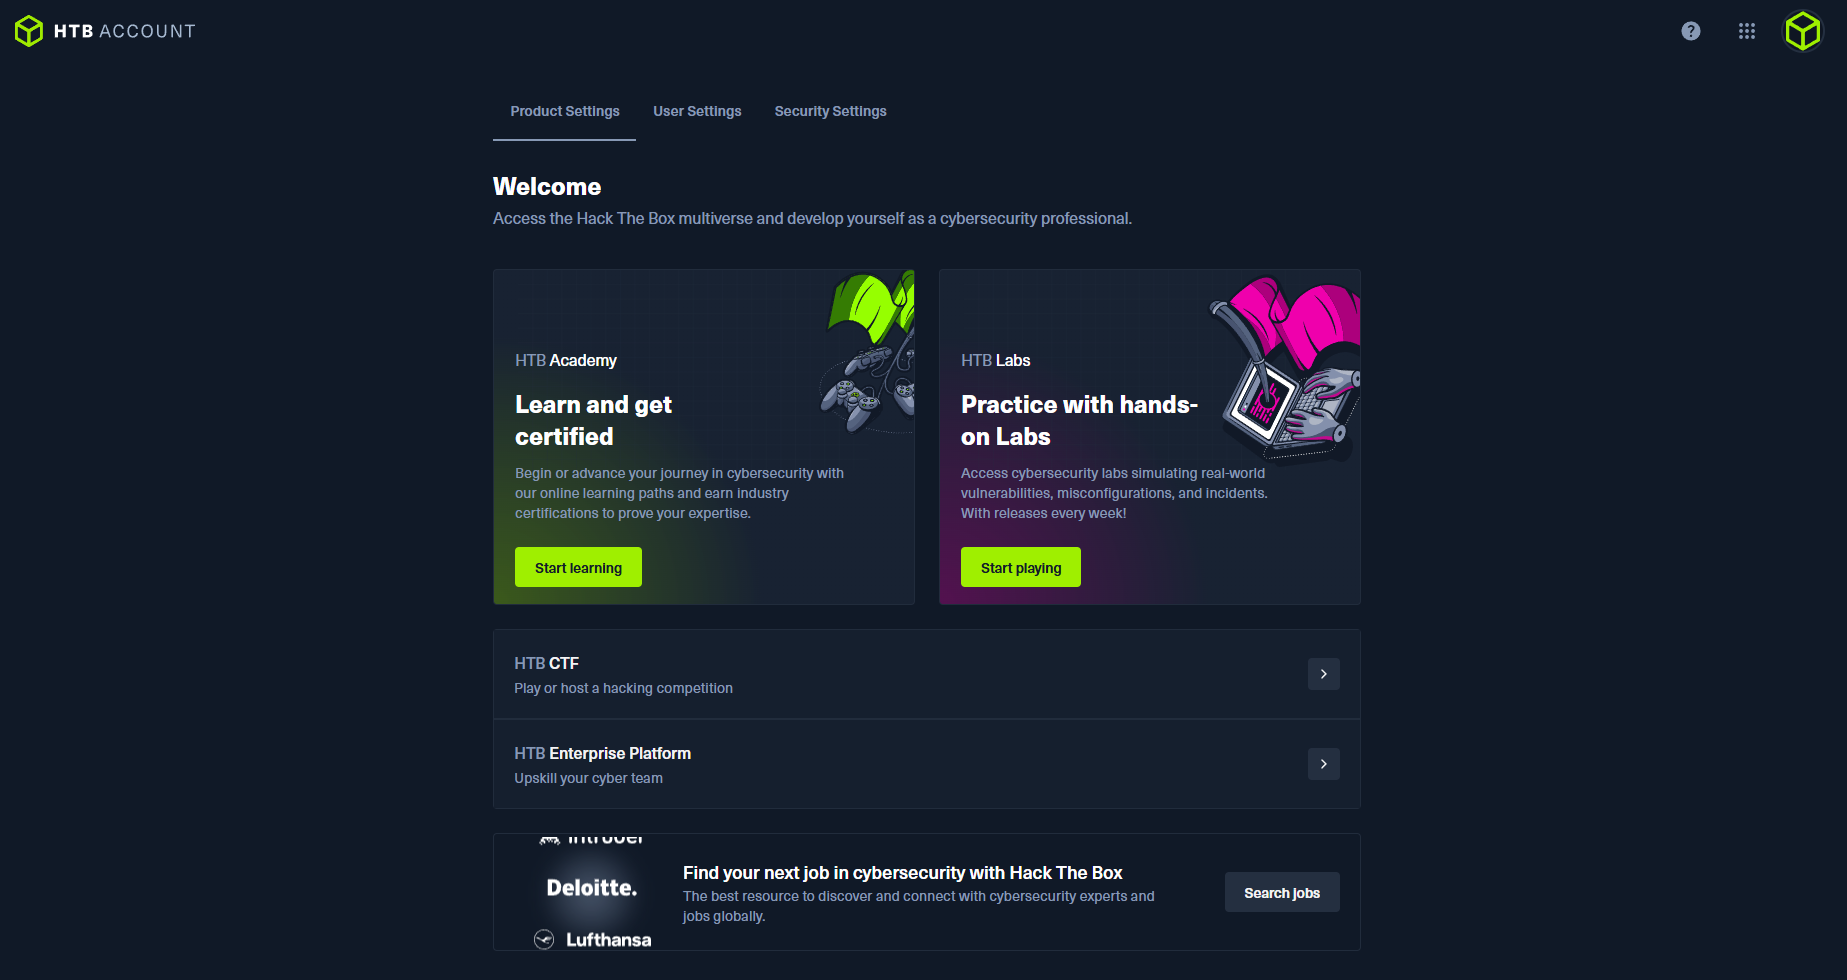 HTB ACCOUNT
?
Product Settings
User Settings
Security Settings
Welcome
Access the Hack The Box multiverse and develop yourself as a cybersecurity professional.
HTB Academy
Learn and get
certified
Begin or advance your journey in cybersecurity with
our online learning paths and earn industry
certifications to prove your expertise.
Start learning
HTB Labs
Practice with hands-
on Labs
Access cybersecurity labs simulating real-world
vulnerabilities, misconfigurations, and incidents.
With releases every week!
Start playing
HTB CTF
Play or host a hacking competition
HTB Enterprise Platform
Upskill your cyber team
intruder
Deloitte.
Lufthansa
Find your next job in cybersecurity with Hack The Box
The best resource to discover and connect with cybersecurity experts and
jobs globally.
Search jobs